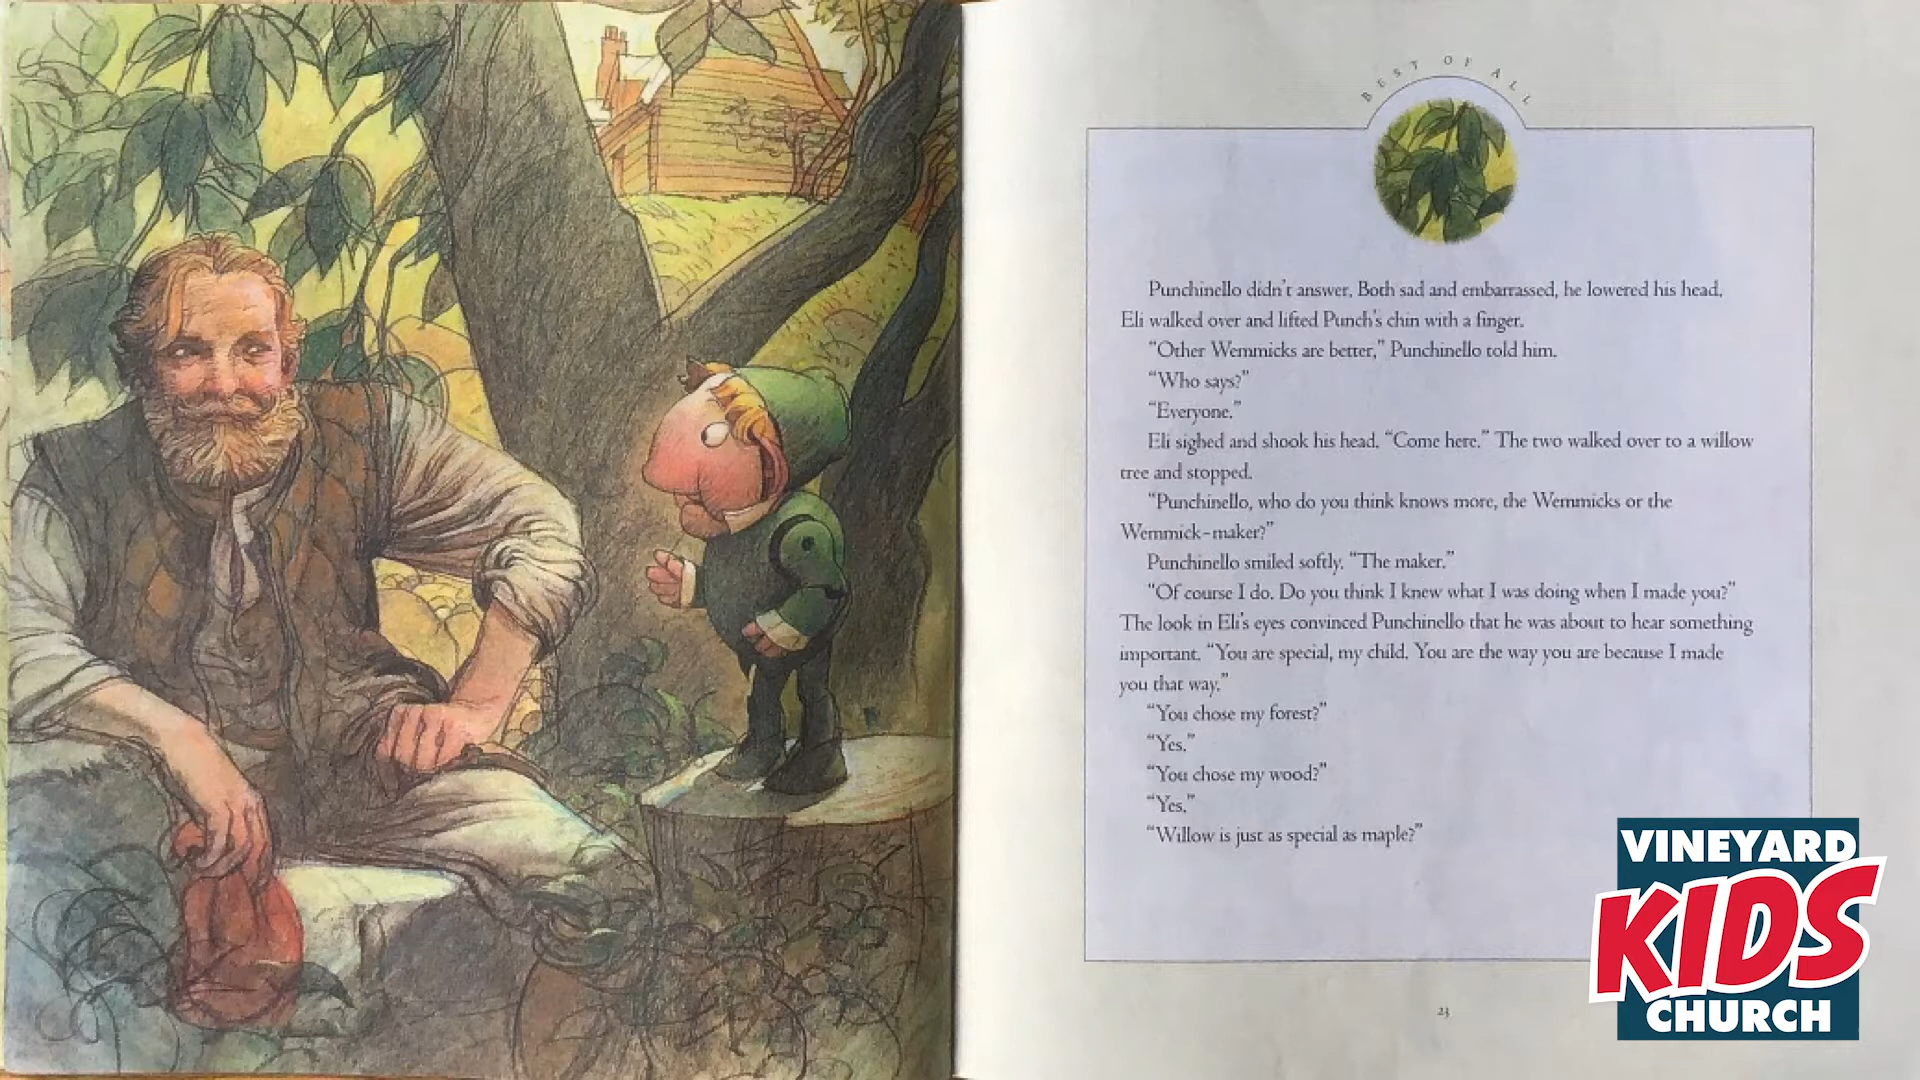 BEST OF ALL
Punchinello didn't answer. Both sad and embarrassed, he lowered his head.
Eli walked over and lifted Punch's chin with a finger.
“Other Wemmicks are better,” Punchinello told him.
“Who says?”
“Everyone.”
Eli sighed and shook his head. “Come here.” The two walked over to a willow
tree and stopped.
“Punchinello, who do you think knows more, the Wemmicks or the
Wemmick-maker?”
Punchinello smiled softly. “The maker.”
“Of course I do. Do you think I knew what I was doing when I made you?”
The look in Eli's eyes convinced Punchinello that he was about to hear something
important. “You are special, my child. You are the way you are because I made
you that way.”
“You chose my forest?”
“Yes.”
“You chose my wood?”
“Yes.”
“Willow is just as special as maple?”
23
VINEYARD
KIDS
CHURCH